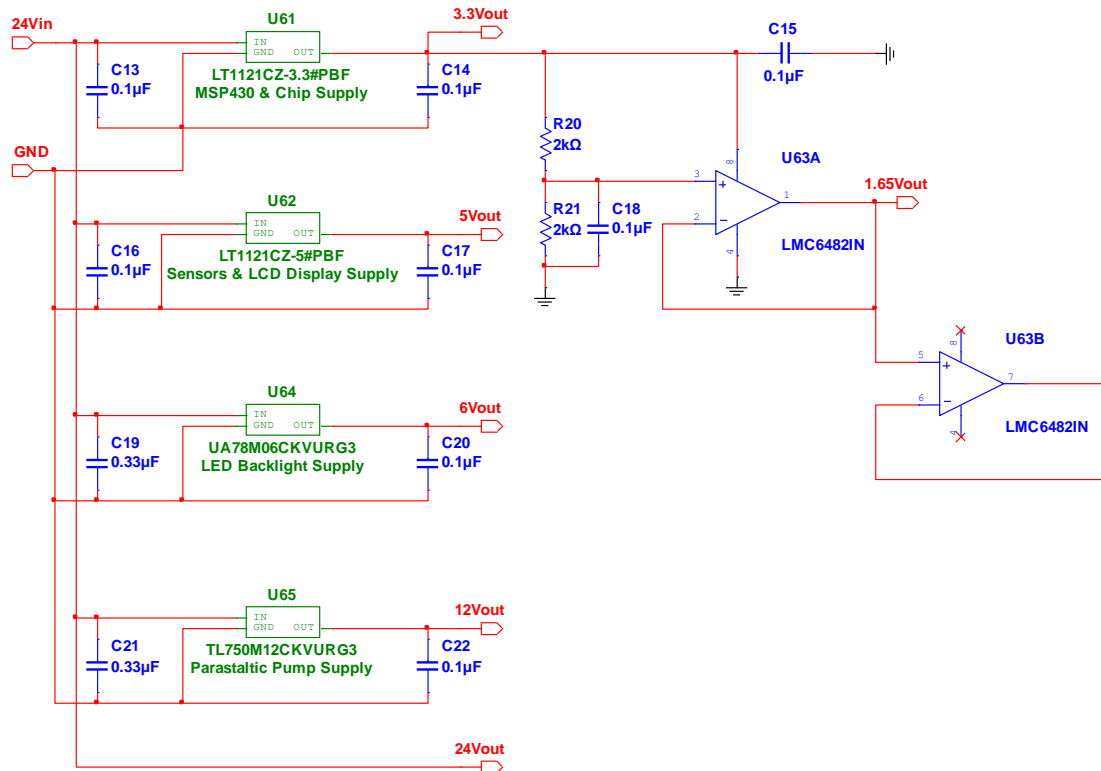 24Vin
U61
IN
GND OUT
LT1121CZ-3.3#PBF
MSP430 & Chip Supply
3.3Vout
C13
0.1µF
C14
0.1µF
C15
0.1µF
GND
R20
2kΩ
R21
2kΩ
C18
0.1µF
U63A
8
3
2
1
4
LMC6482IN
1.65Vout
U62
IN
GND OUT
LT1121CZ-5#PBF
Sensors & LCD Display Supply
5Vout
C16
0.1µF
C17
0.1µF
U63B
8
5
6
7
4
LMC6482IN
U64
IN
GND OUT
UA78M06CKVURG3
LED Backlight Supply
6Vout
C19
0.33µF
C20
0.1µF
U65
IN
GND OUT
TL750M12CKVURG3
Parastaltic Pump Supply
12Vout
C21
0.33µF
C22
0.1µF
24Vout